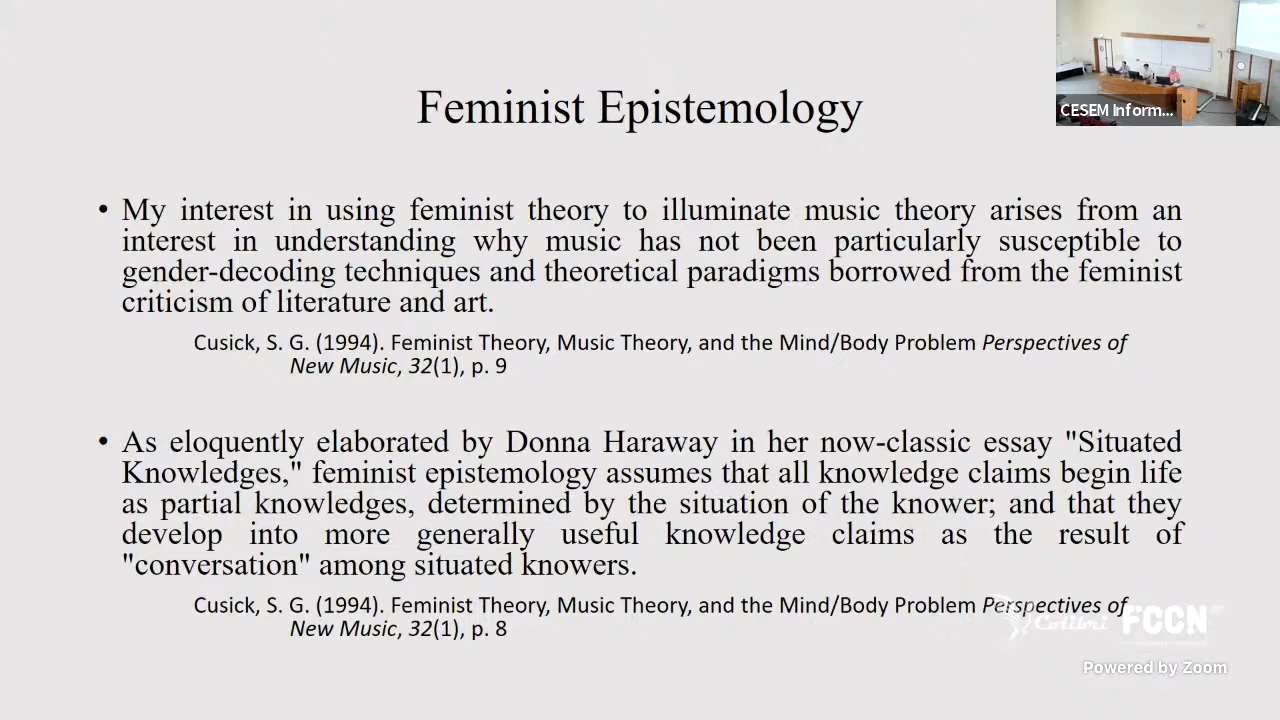 Feminist Epistemology
CESEM Inform...
• My interest in using feminist theory to illuminate music theory arises from an
interest in understanding why music has not been particularly susceptible to
gender-decoding techniques and theoretical paradigms borrowed from the feminist
criticism of literature and art.
Cusick, S. G. (1994). Feminist Theory, Music Theory, and the Mind/Body Problem Perspectives of
New Music, 32(1), p. 9
• As eloquently elaborated by Donna Haraway in her now-classic essay "Situated
Knowledges," feminist epistemology assumes that all knowledge claims begin life
as partial knowledges, determined by the situation of the knower; and that they
develop into more generally useful knowledge claims as the result of
"conversation" among situated knowers.
Cusick, S. G. (1994). Feminist Theory, Music Theory, and the Mind/Body Problem Perspectives of
New Music, 32(1), p. 8
Colibri FCCN
Powered by Zoom